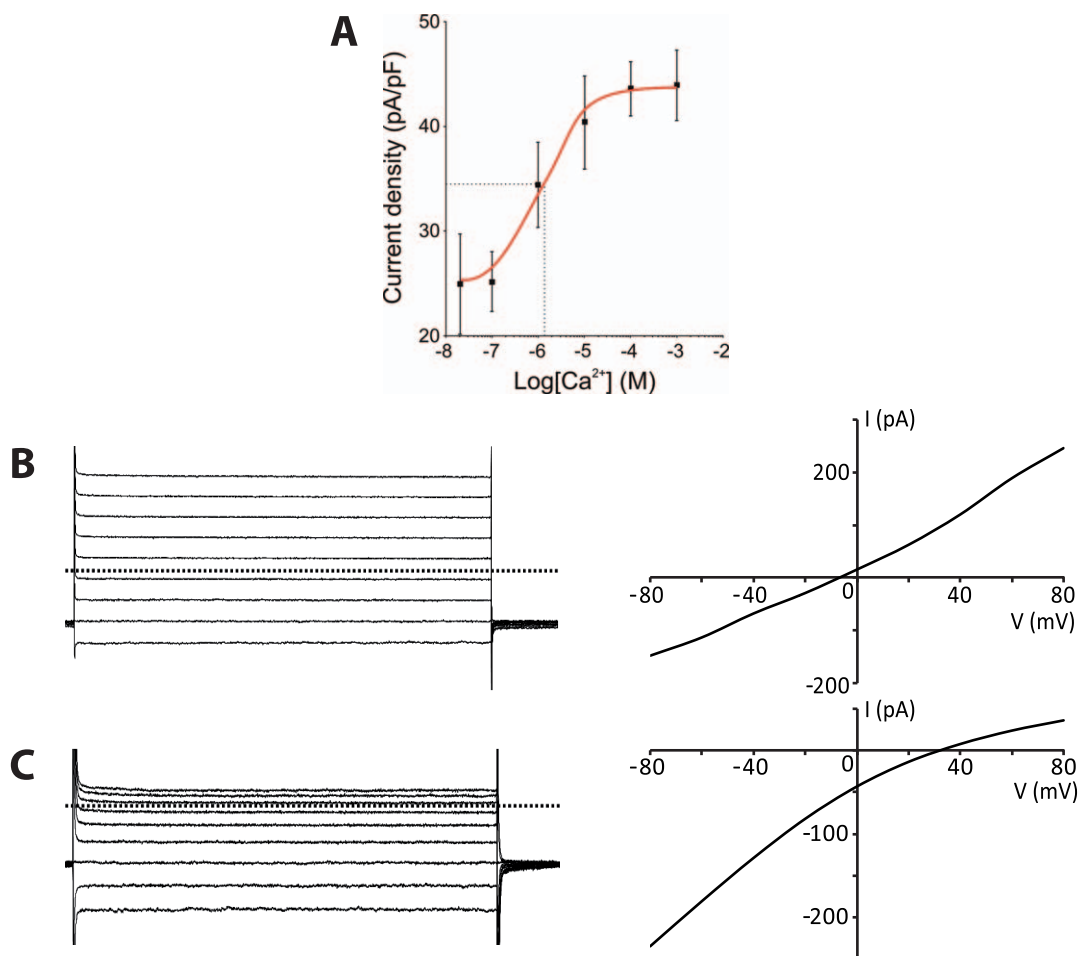 A
50
40
30
20
Current density (pA/pF)
-8 -7 -6 -5 -4 -3 -2
Log[Ca²⁺] (M)
B
I (pA)
200
-80 -40 0 40 80
V (mV)
-200
C
I (pA)
-80 -40 0 40 80
V (mV)
-100
-200